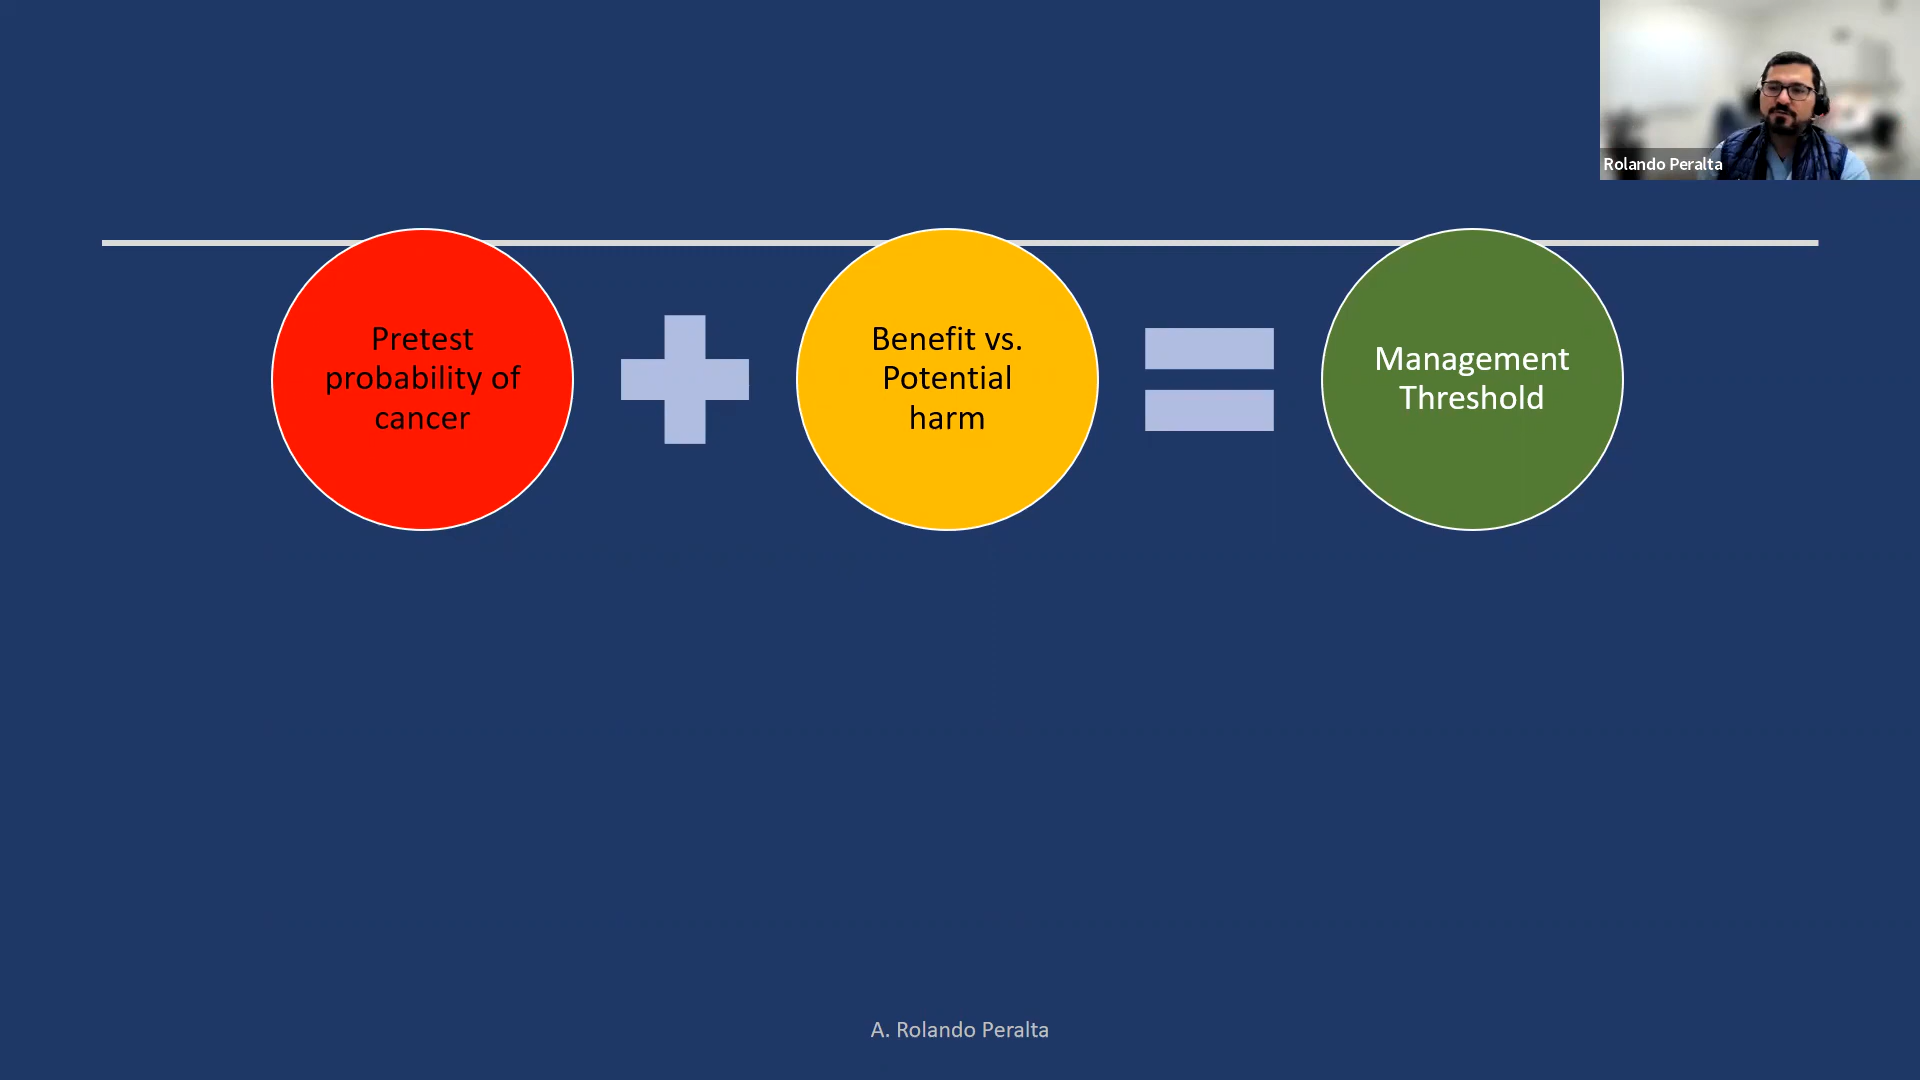 Rolando Peralta
Pretest
probability of
cancer
Benefit vs.
Potential
harm
Management
Threshold
A. Rolando Peralta